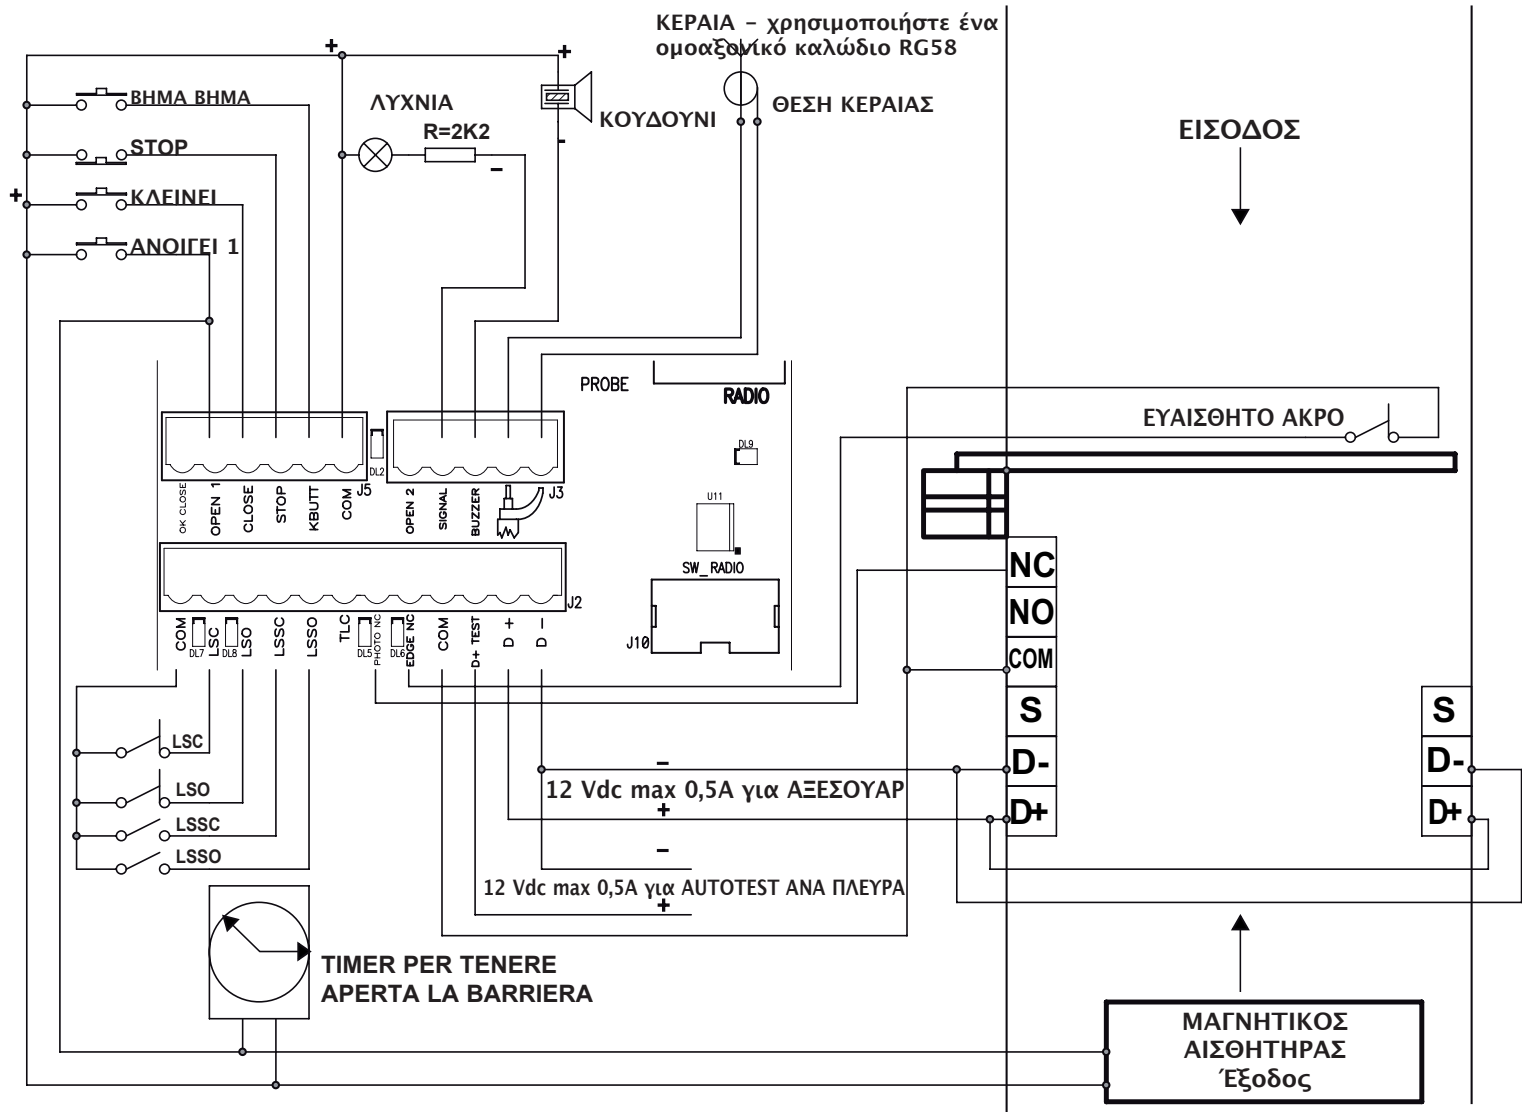 ΚΕΡΑΙΑ – χρησιμοποιήστε ένα
ομοαξονικό καλώδιο RG58
+
+
ΒΗΜΑ ΒΗΜΑ
ΛΥΧΝΙΑ
ΚΟΥΔΟΥΝΙ
ΘΕΣΗ ΚΕΡΑΙΑΣ
ΕΙΣΟΔΟΣ
R=2K2
–
–
STOP
+
ΚΛΕΙΝΕΙ
ΑΝΟΙΓΕΙ 1
PROBE
RADIO
ΕΥΑΙΣΘΗΤΟ ΑΚΡΟ
DL2
DL9
J5
J3
OK CLOSE
OPEN 1
CLOSE
STOP
KBUTT
COM
OPEN 2
SIGNAL
BUZZER
U11
SW_RADIO
J2
J10
COM
DL7
LSC
DL8
LSO
LSSC
LSSO
TLC
DL5
PHOTO NC
DL6
EDGE NC
COM
D+ TEST
D +
D –
NC
NO
COM
S
D-
D+
S
D-
D+
LSC
LSO
LSSC
LSSO
–
12 Vdc max 0,5A για ΑΞΕΣΟΥΑΡ
+
–
12 Vdc max 0,5A για AUTOTEST ΑΝΑ ΠΛΕΥΡΑ
+
TIMER PER TENERE
APERTA LA BARRIERA
ΜΑΓΝΗΤΙΚΟΣ
ΑΙΣΘΗΤΗΡΑΣ
Έξοδος